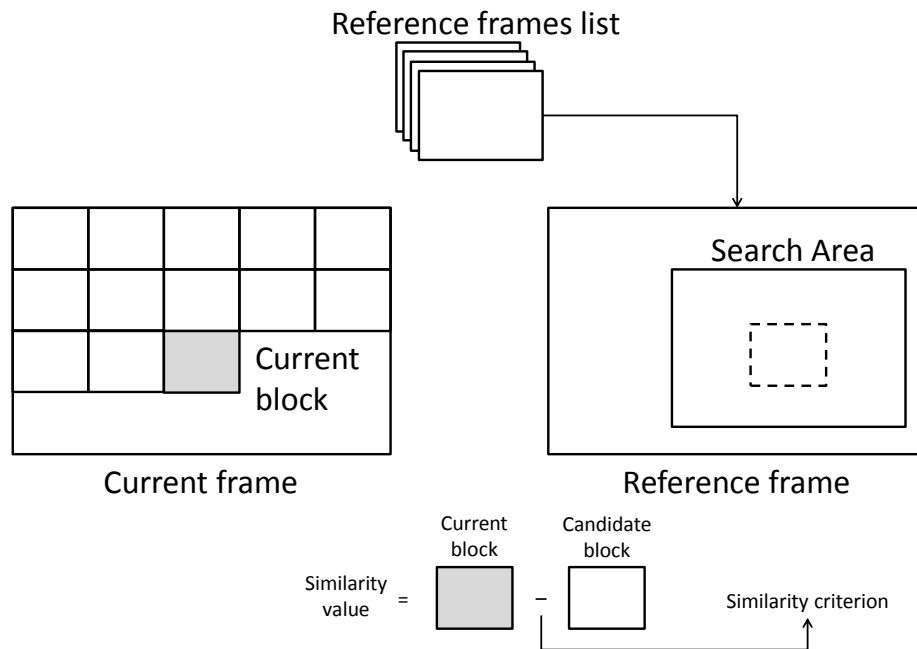 Reference frames list
Search Area
Current
block
Current frame
Reference frame
Current
block
Candidate
block
Similarity
value
=
–
Similarity criterion